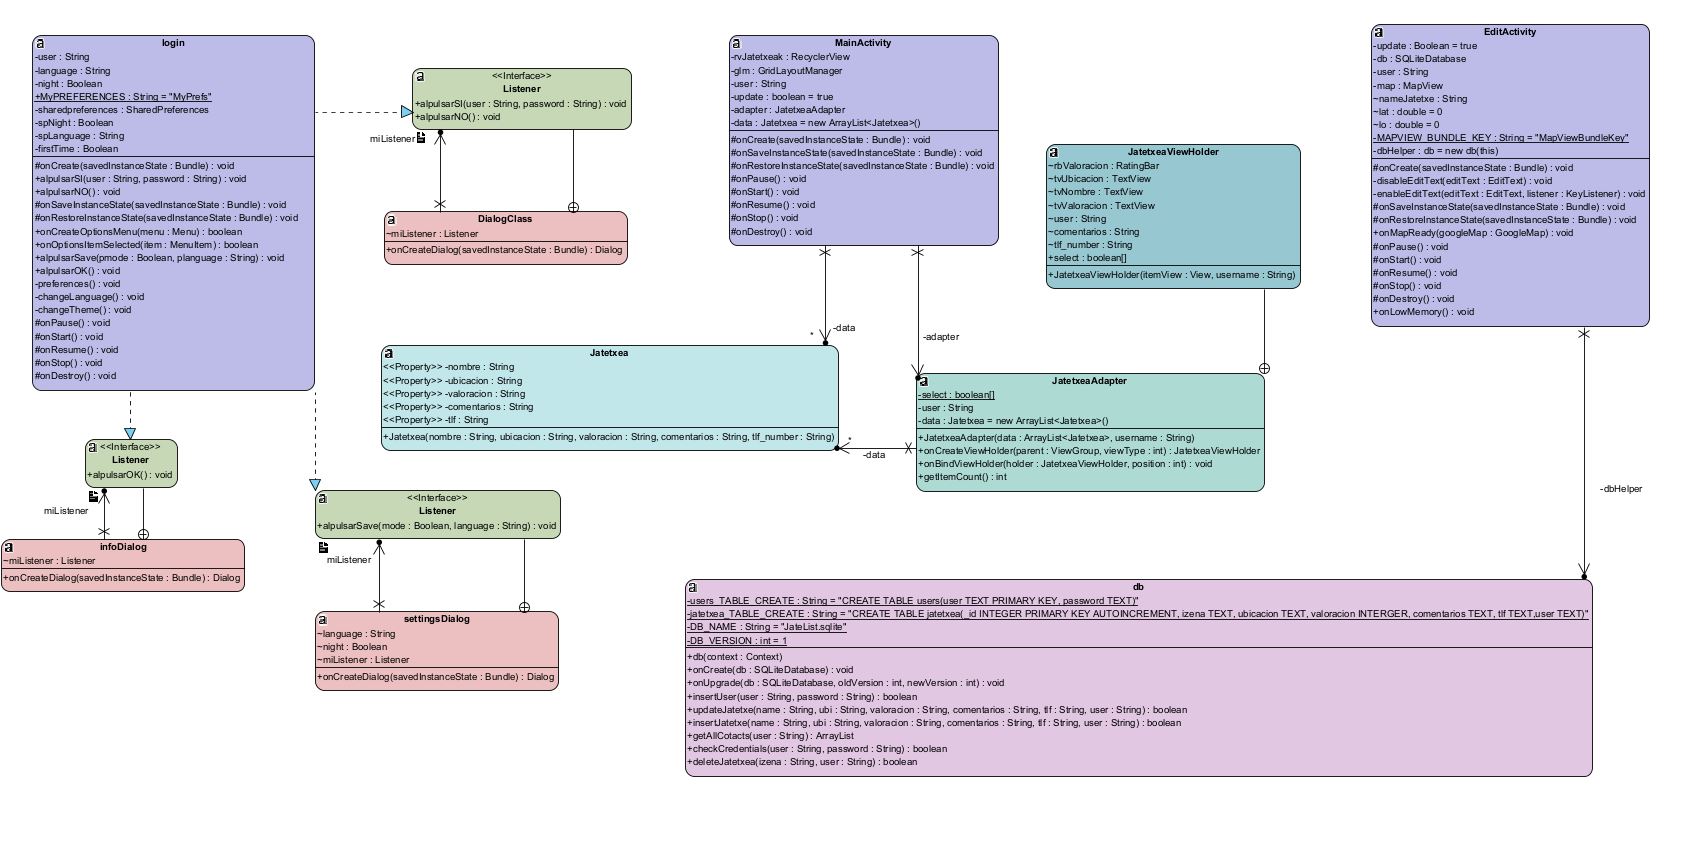 login
-user : String
-language : String
-night : Boolean
+MyPREFERENCES : String = "MyPrefs"
-sharedpreferences : SharedPreferences
-spNight : Boolean
-spLanguage : String
-firstTime : Boolean
#onCreate(savedInstanceState : Bundle) : void
+alpulsarSI(user : String, password : String) : void
+alpulsarNO() : void
#onSaveInstanceState(savedInstanceState : Bundle) : void
#onRestoreInstanceState(savedInstanceState : Bundle) : void
+onCreateOptionsMenu(menu : Menu) : boolean
+onOptionsItemSelected(item : MenuItem) : boolean
+alpulsarSave(pmode : Boolean, planguage : String) : void
+alpulsarOK() : void
-preferences() : void
-changeLanguage() : void
-changeTheme() : void
#onPause() : void
#onStart() : void
#onResume() : void
#onStop() : void
#onDestroy() : void
<<Interface>>
Listener
+alpulsarSI(user : String, password : String) : void
+alpulsarNO() : void
miListener
DialogClass
~miListener : Listener
+onCreateDialog(savedInstanceState : Bundle) : Dialog
MainActivity
-rvJatetxeak : RecyclerView
-glm : GridLayoutManager
-user : String
-update : boolean = true
-adapter : JatetxeaAdapter
-data : Jatetxea = new ArrayList<Jatetxea>()
#onCreate(savedInstanceState : Bundle) : void
#onSaveInstanceState(savedInstanceState : Bundle) : void
#onRestoreInstanceState(savedInstanceState : Bundle) : void
#onPause() : void
#onStart() : void
#onResume() : void
#onStop() : void
#onDestroy() : void
JatetxeaViewHolder
~rbValoracion : RatingBar
~tvUbicacion : TextView
~tvNombre : TextView
~tvValoracion : TextView
~user : String
~comentarios : String
~tlf_number : String
+select : boolean[]
+JatetxeaViewHolder(itemView : View, username : String)
EditActivity
-update : Boolean = true
-db : SQLiteDatabase
-user : String
-map : MapView
~nameJatetxe : String
~lat : double = 0
~lo : double = 0
-MAPVIEW_BUNDLE_KEY : String = "MapViewBundleKey"
-dbHelper : db = new db(this)
#onCreate(savedInstanceState : Bundle) : void
-disableEditText(editText : EditText) : void
-enableEditText(editText : EditText, listener : KeyListener) : void
#onSaveInstanceState(savedInstanceState : Bundle) : void
#onRestoreInstanceState(savedInstanceState : Bundle) : void
+onMapReady(googleMap : GoogleMap) : void
#onPause() : void
#onStart() : void
#onResume() : void
#onStop() : void
#onDestroy() : void
+onLowMemory() : void
*
-data
-adapter
Jatetxea
<<Property>> -nombre : String
<<Property>> -ubicacion : String
<<Property>> -valoracion : String
<<Property>> -comentarios : String
<<Property>> -tlf : String
+Jatetxea(nombre : String, ubicacion : String, valoracion : String, comentarios : String, tlf_number : String)
*
-data
JatetxeaAdapter
-select : boolean[]
-user : String
-data : Jatetxea = new ArrayList<Jatetxea>()
+JatetxeaAdapter(data : ArrayList<Jatetxea>, username : String)
+onCreateViewHolder(parent : ViewGroup, viewType : int) : JatetxeaViewHolder
+onBindViewHolder(holder : JatetxeaViewHolder, position : int) : void
+getItemCount() : int
<<Interface>>
Listener
+alpulsarOK() : void
miListener
infoDialog
~miListener : Listener
+onCreateDialog(savedInstanceState : Bundle) : Dialog
<<Interface>>
Listener
+alpulsarSave(mode : Boolean, language : String) : void
miListener
settingsDialog
~language : String
~night : Boolean
~miListener : Listener
+onCreateDialog(savedInstanceState : Bundle) : Dialog
-dbHelper
db
-users_TABLE_CREATE : String = "CREATE TABLE users(user TEXT PRIMARY KEY, password TEXT)"
-jatetxea_TABLE_CREATE : String = "CREATE TABLE jatetxea(_id INTEGER PRIMARY KEY AUTOINCREMENT, izena TEXT, ubicacion TEXT, valoracion INTERGER, comentarios TEXT, tlf TEXT,user TEXT)"
-DB_NAME : String = "JateList.sqlite"
-DB_VERSION : int = 1
+db(context : Context)
+onCreate(db : SQLiteDatabase) : void
+onUpgrade(db : SQLiteDatabase, oldVersion : int, newVersion : int) : void
+insertUser(user : String, password : String) : boolean
+updateJatetxe(name : String, ubi : String, valoracion : String, comentarios : String, tlf : String, user : String) : boolean
+insertJatetxe(name : String, ubi : String, valoracion : String, comentarios : String, tlf : String, user : String) : boolean
+getAllCotacts(user : String) : ArrayList
+checkCredentials(user : String, password : String) : boolean
+deleteJatetxea(izena : String, user : String) : boolean